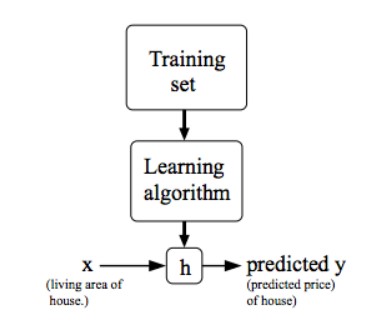 Training
set
Learning
algorithm
x
(living area of
house.)
h
predicted y
(predicted price)
of house)